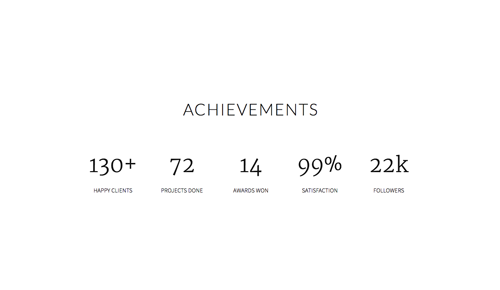 ACHIEVEMENTS
130+ 72 14 99% 22k
HAPPY CLIENTS PROJECTS DONE AWARDS WON SATISFACTION FOLLOWERS